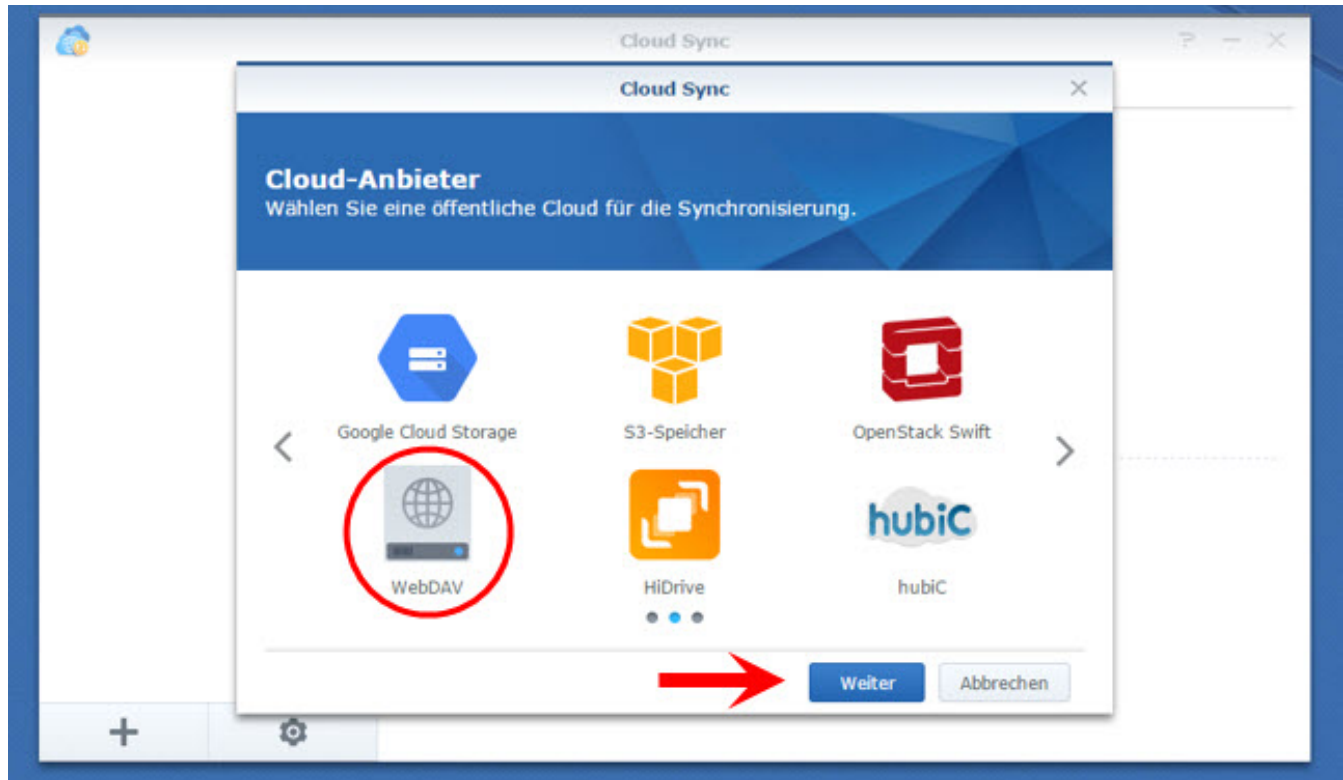 Cloud Sync
Cloud Sync
Cloud-Anbieter
Wählen Sie eine öffentliche Cloud für die Synchronisierung.
Google Cloud Storage
S3-Speicher
OpenStack Swift
WebDAV
HiDrive
hubiC
hubiC
Weiter
Abbrechen